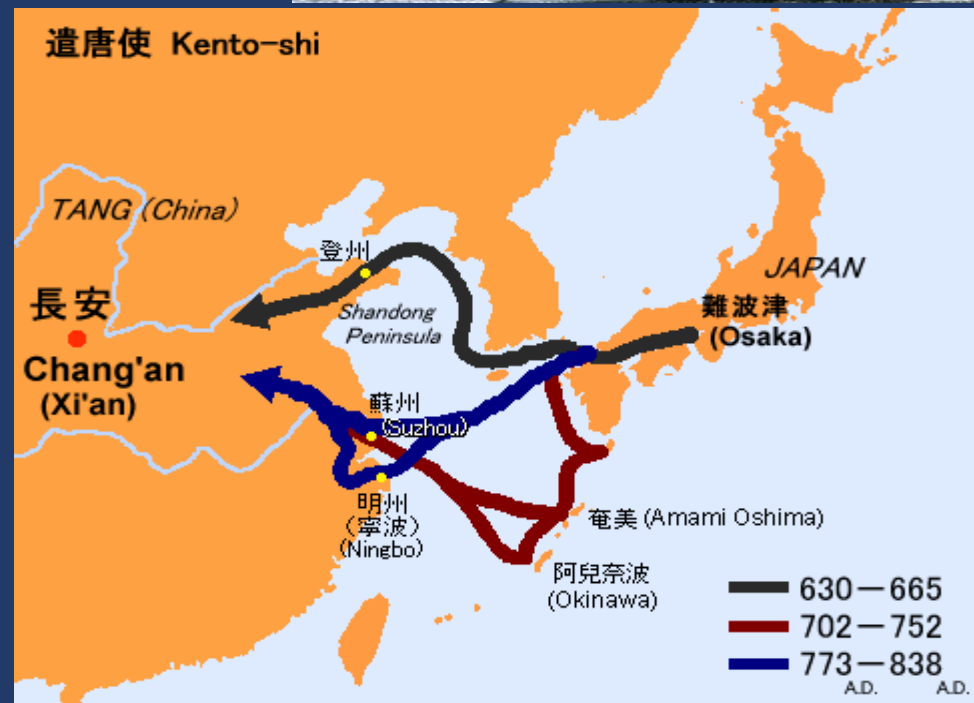 遣唐使 Kento-shi
TANG (China)
登州
JAPAN
長安
Shandong
Peninsula
難波津
(Osaka)
Chang'an
(Xi'an)
蘇州
(Suzhou)
明州
(寧波)
(Ningbo)
奄美 (Amami Oshima)
阿兒奈波
(Okinawa)
630－665
702－752
773－838
A.D. A.D.